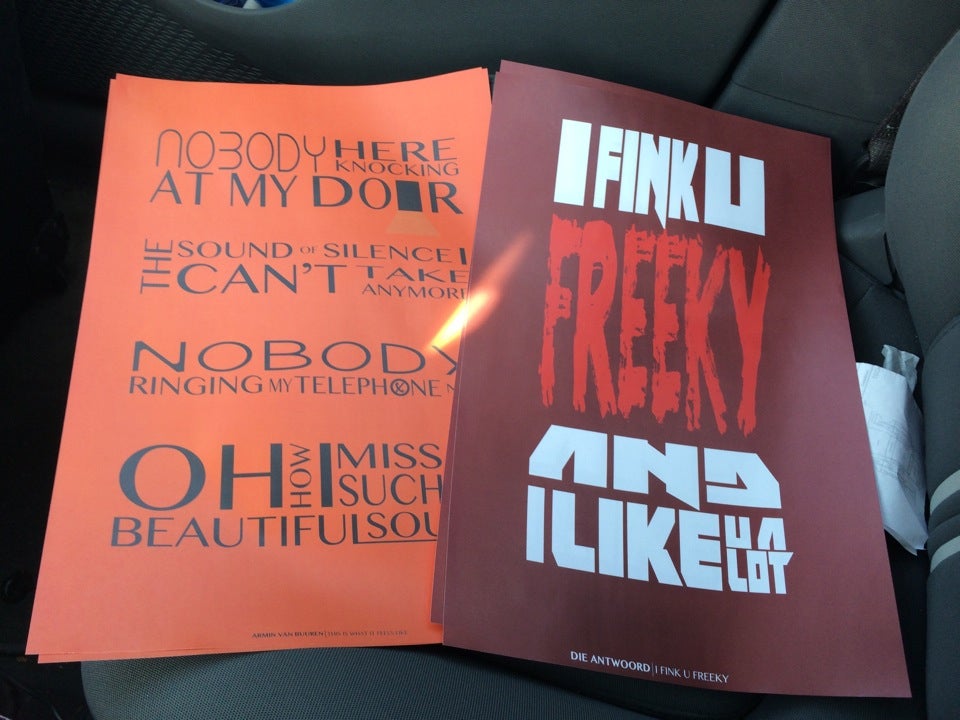 NOBODY HERE
KNOCKING
AT MY DOOR
THE SOUND OF SILENCE I
CAN'T TAKE
ANYMORE
NOBODY
RINGING MY TELEPHONE
OH HOW I MISS
SUCH
BEAUTIFUL SOU
ARMIN VAN BUUREN | THIS IS WHAT IT FEELS LIKE
I FINK U
FREEKY
AND
I LIKE U A
LOT
DIE ANTWOORD | I FINK U FREEKY